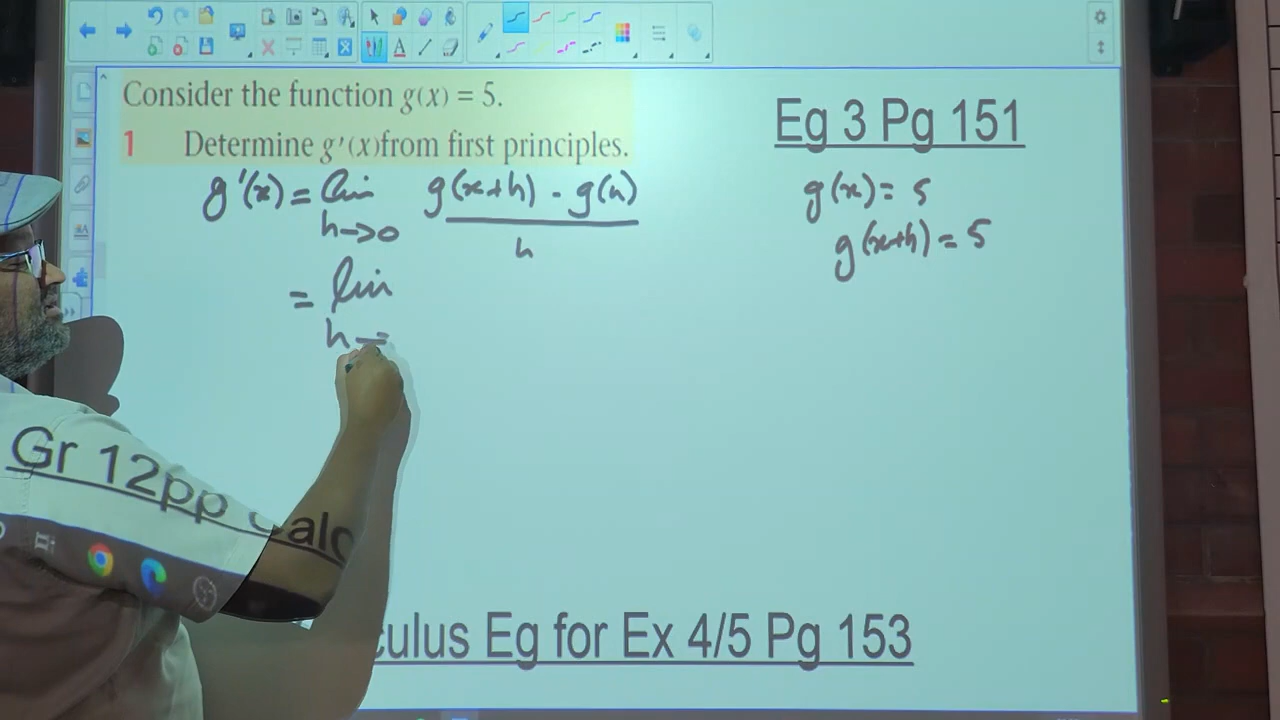 Consider the function g(x) = 5.
1 Determine g'(x)from first principles.
Eg 3 Pg 151
g'(x) = lim g(x+h) - g(x)
h→0 h
g(x) = 5
g(x+h) = 5
= lim
h
Gr 12pp Calc
culus Eg for Ex 4/5 Pg 153